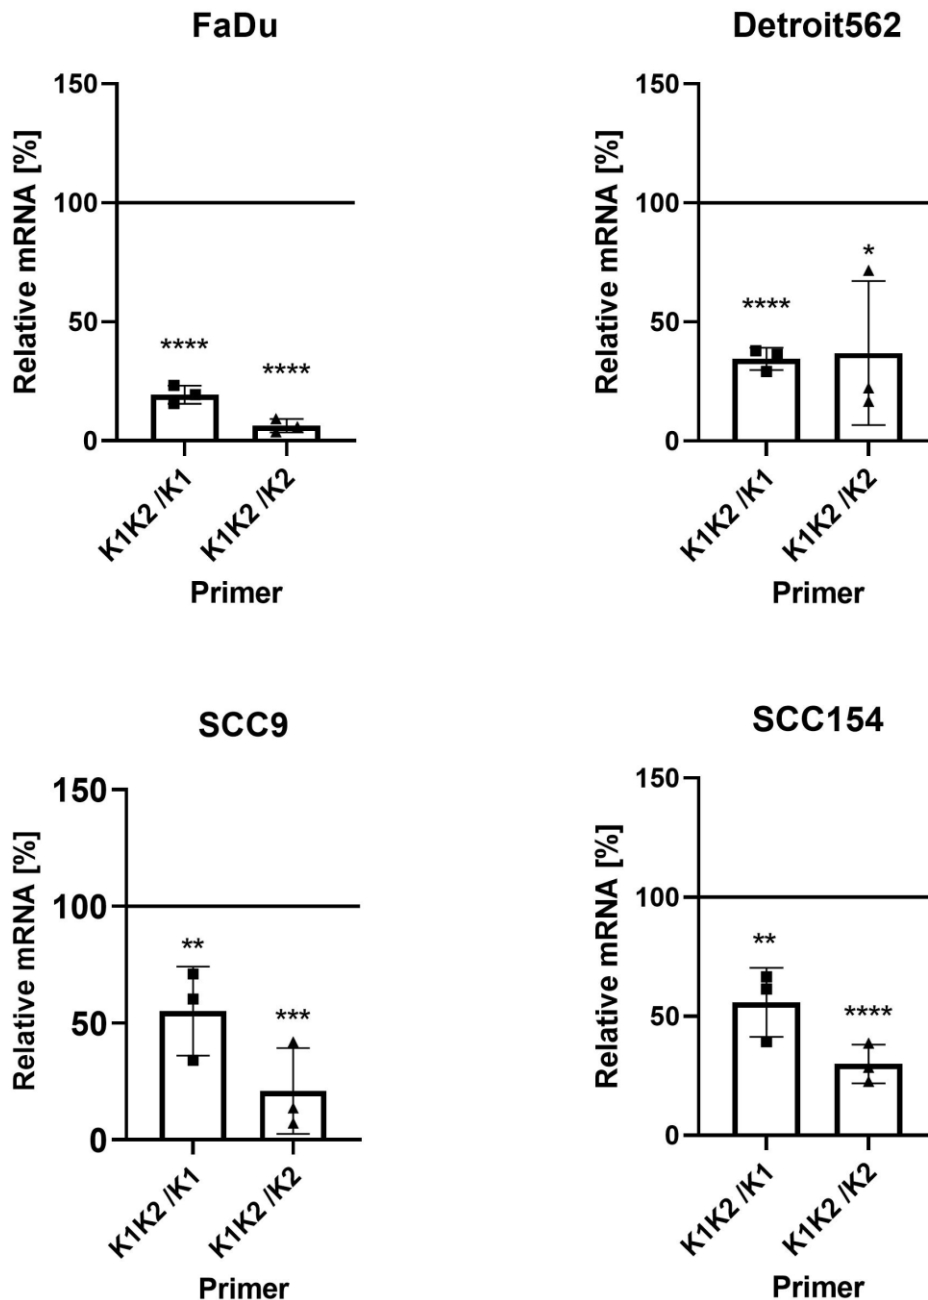 FaDu
Relative mRNA [%]
150
100
50
0
****
****
K1K2 /K1
K1K2 /K2
Primer
Detroit562
Relative mRNA [%]
150
100
50
0
****
*
K1K2 /K1
K1K2 /K2
Primer
SCC9
Relative mRNA [%]
150
100
50
0
**
***
K1K2 /K1
K1K2 /K2
Primer
SCC154
Relative mRNA [%]
150
100
50
0
**
****
K1K2 /K1
K1K2 /K2
Primer